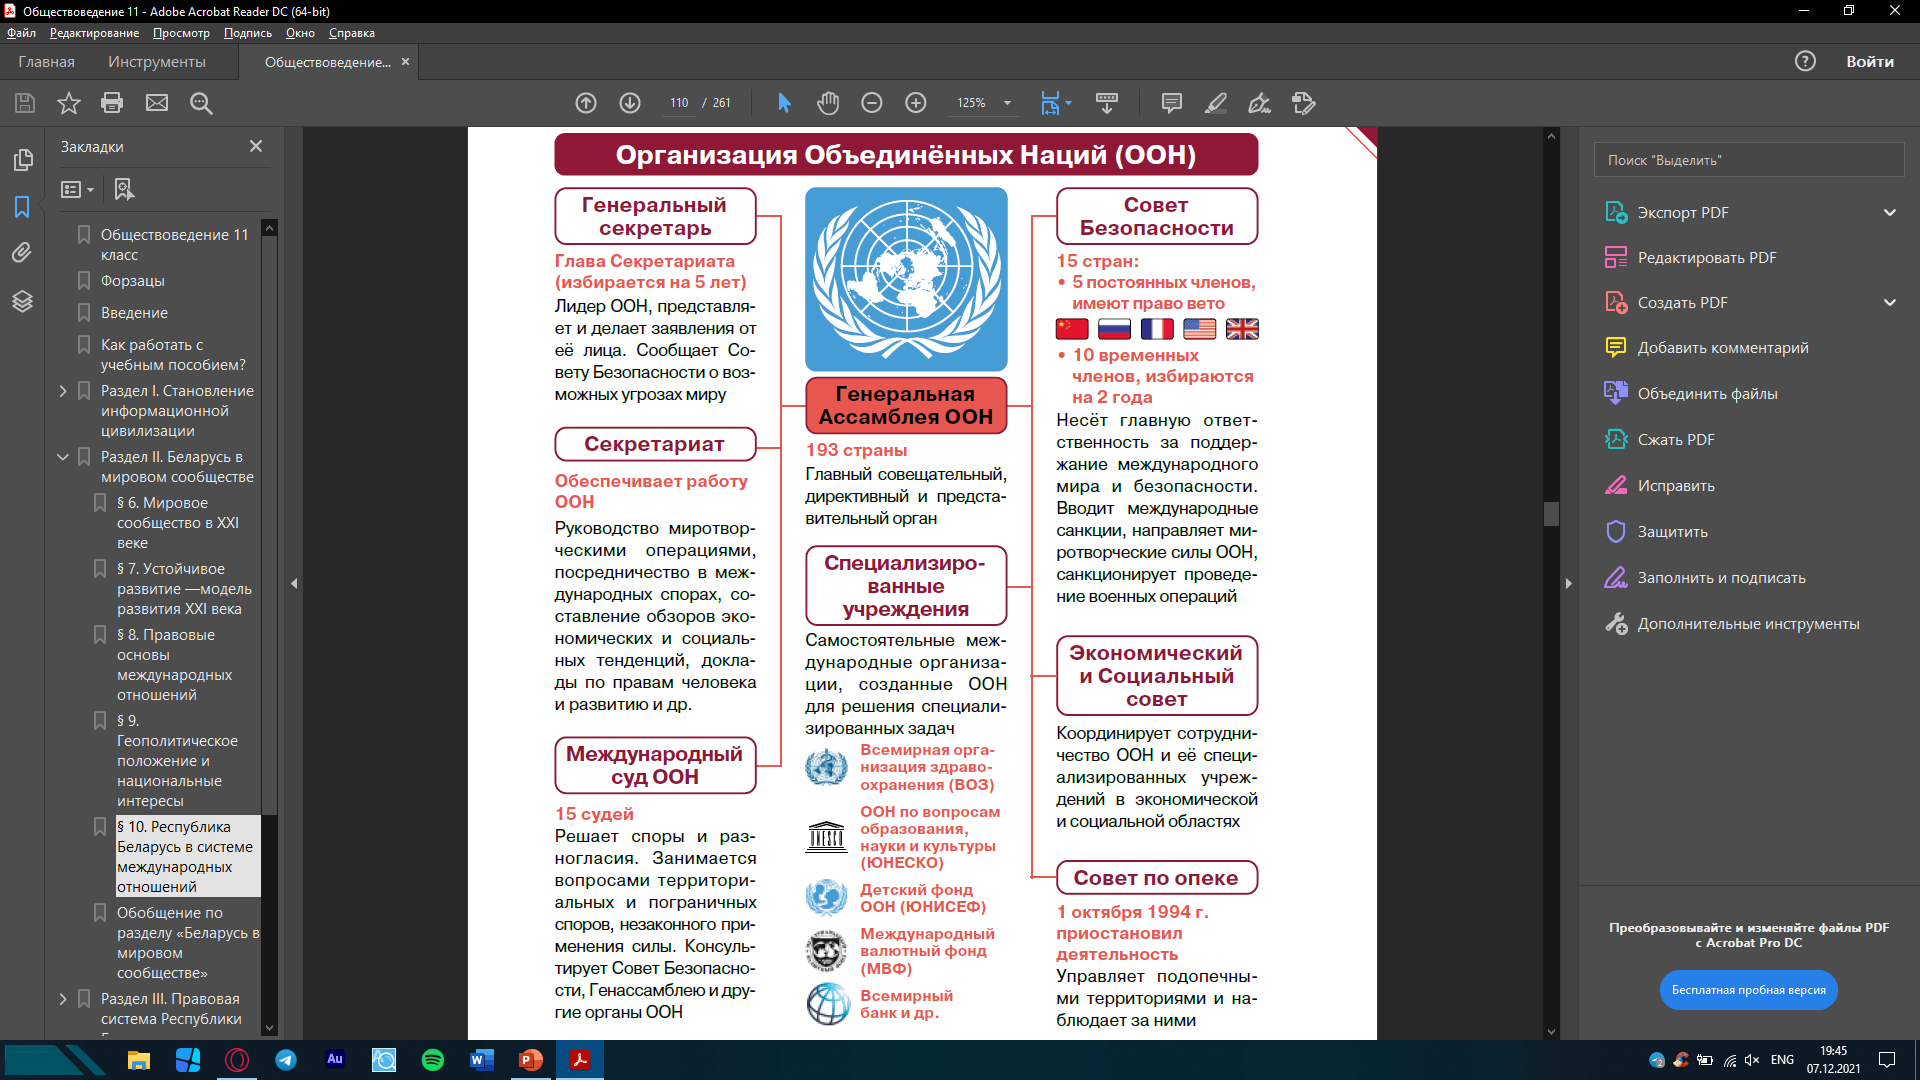 Обществоведение 11 - Adobe Acrobat Reader DC (64-bit)
Файл Редактирование Просмотр Подпись Окно Справка
Главная Инструменты Обществоведение... ×
Войти
110 / 261
125%
Закладки
Обществоведение 11
класс
Форзацы
Введение
Как работать с
учебным пособием?
Раздел I. Становление
информационной
цивилизации
Раздел II. Беларусь в
мировом сообществе
§ 6. Мировое
сообщество в XXI
веке
§ 7. Устойчивое
развитие —модель
развития XXI века
§ 8. Правовые
основы
международных
отношений
§ 9.
Геополитическое
положение и
национальные
интересы
§ 10. Республика
Беларусь в системе
международных
отношений
Обобщение по
разделу «Беларусь в
мировом
сообществе»
Раздел III. Правовая
система Республики
Организация Объединённых Наций (ООН)
Генеральный
секретарь
Глава Секретариата
(избирается на 5 лет)
Лидер ООН, представля-
ет и делает заявления от
её лица. Сообщает Со-
вету Безопасности о воз-
можных угрозах миру
Секретариат
Обеспечивает работу
ООН
Руководство миротвор-
ческими операциями,
посредничество в меж-
дународных спорах, со-
ставление обзоров эко-
номических и социаль-
ных тенденций, докла-
ды по правам человека
и развитию и др.
Международный
суд ООН
15 судей
Решает споры и раз-
ногласия. Занимается
вопросами территори-
альных и пограничных
споров, незаконного при-
менения силы. Консуль-
тирует Совет Безопасно-
сти, Генассамблею и дру-
гие органы ООН
Генеральная
Ассамблея ООН
193 страны
Главный совещательный,
директивный и предста-
вительный орган
Специализиро-
ванные
учреждения
Самостоятельные меж-
дународные организа-
ции, созданные ООН
для решения специали-
зированных задач
Всемирная орга-
низация здраво-
охранения (ВОЗ)
UNESCO
ООН по вопросам
образования,
науки и культуры
(ЮНЕСКО)
Детский фонд
ООН (ЮНИСЕФ)
Международный
валютный фонд
(МВФ)
Всемирный
банк и др.
Совет
Безопасности
15 стран:
• 5 постоянных членов,
имеют право вето
• 10 временных
членов, избираются
на 2 года
Несёт главную ответ-
ственность за поддер-
жание международного
мира и безопасности.
Вводит международные
санкции, направляет ми-
ротворческие силы ООН,
санкционирует проведе-
ние военных операций
Экономический
и Социальный
совет
Координирует сотрудни-
чество ООН и её специ-
ализированных учреж-
дений в экономической
и социальной областях
Совет по опеке
1 октября 1994 г.
приостановил
деятельность
Управляет подопечны-
ми территориями и на-
блюдает за ними
Поиск "Выделить"
Экспорт PDF
Редактировать PDF
Создать PDF
Добавить комментарий
Объединить файлы
Сжать PDF
Исправить
Защитить
Заполнить и подписать
Дополнительные инструменты
Преобразовывайте и изменяйте файлы PDF
с Acrobat Pro DC
Бесплатная пробная версия
Au
W
P
ENG
19:45
07.12.2021